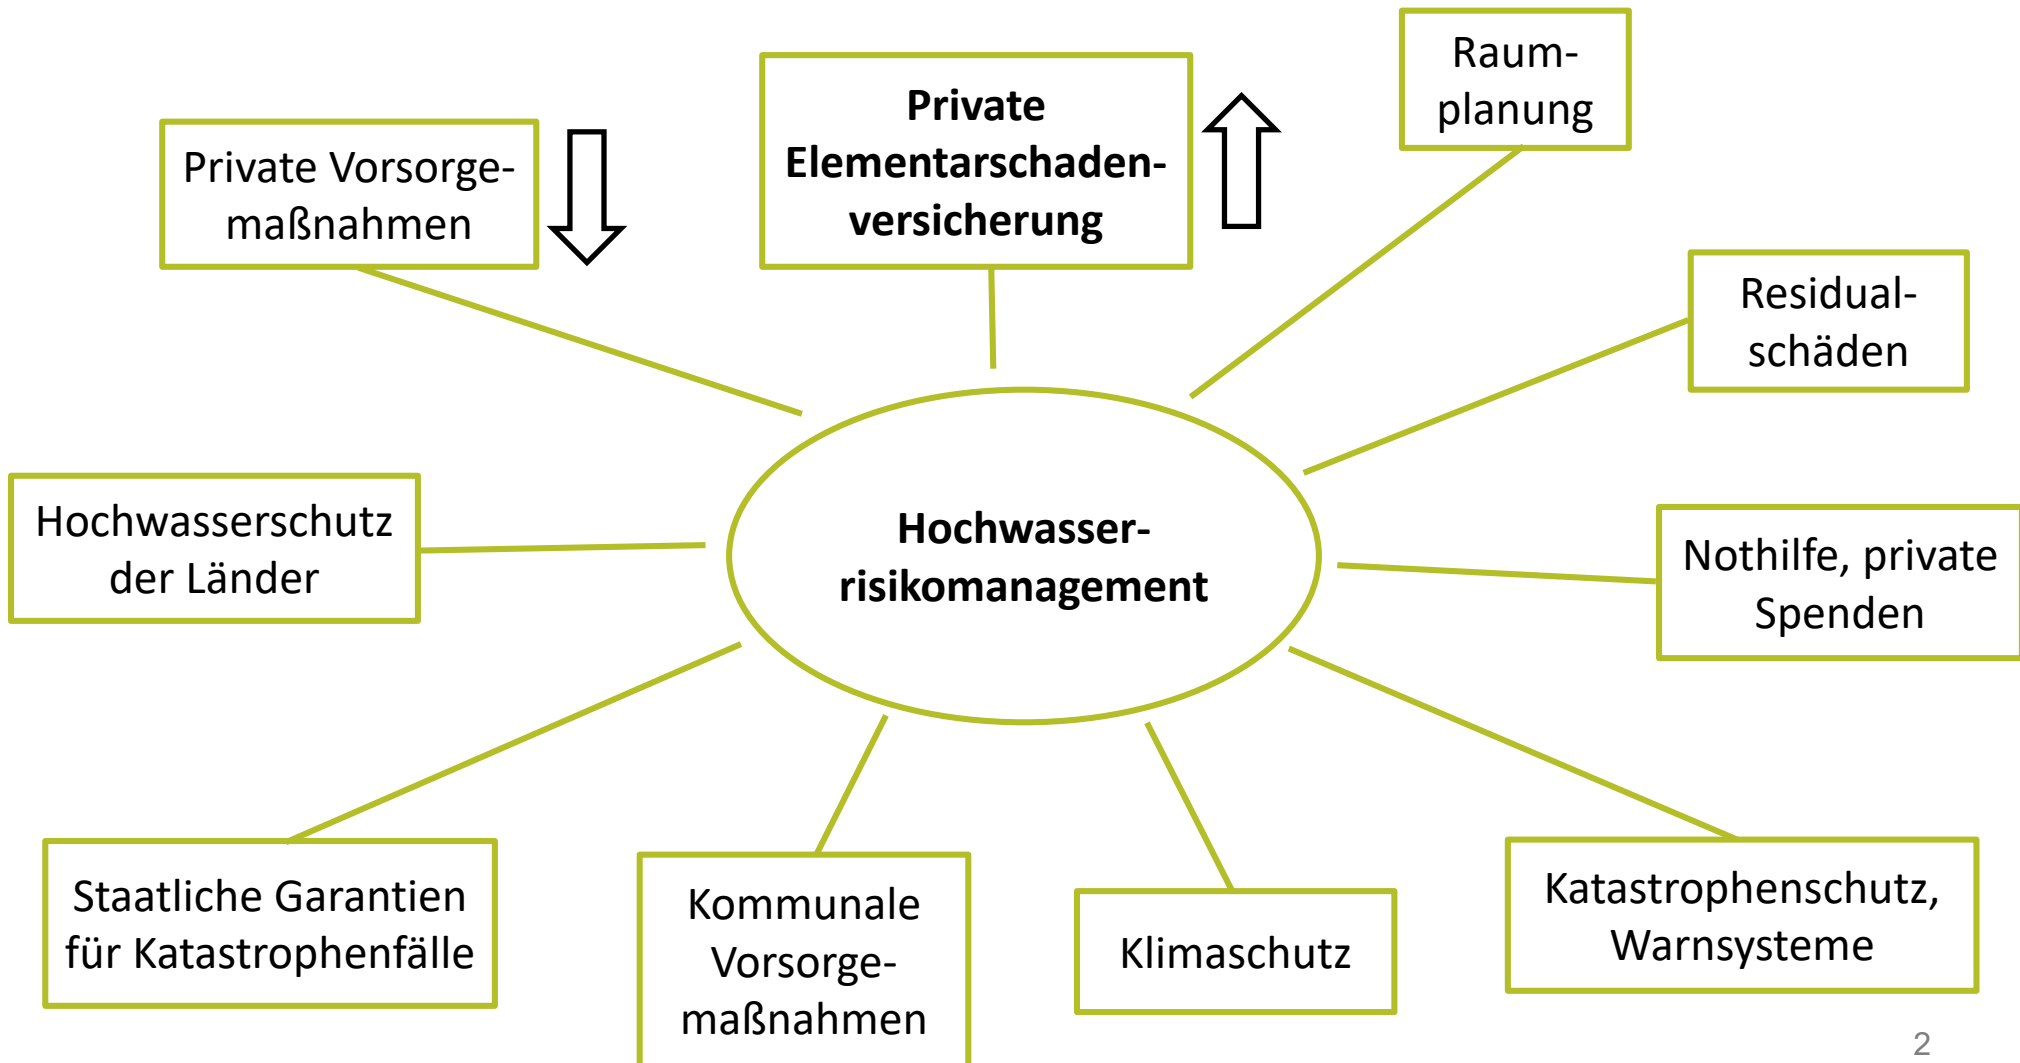 Raum-
planung
Private
Elementarschaden-
versicherung
Private Vorsorge-
maßnahmen
Residual-
schäden
Hochwasserschutz
der Länder
Hochwasser-
risikomanagement
Nothilfe, private
Spenden
Staatliche Garantien
für Katastrophenfälle
Kommunale
Vorsorge-
maßnahmen
Klimaschutz
Katastrophenschutz,
Warnsysteme
2